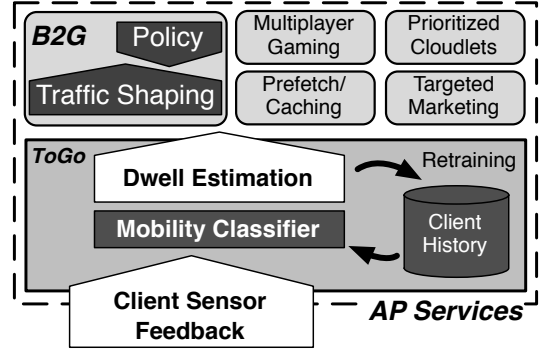 B2G
Policy
Traffic Shaping
Multiplayer
Gaming
Prioritized
Cloudlets
Prefetch/
Caching
Targeted
Marketing
ToGo
Dwell Estimation
Retraining
Mobility Classifier
Client
History
Client Sensor
Feedback
AP Services